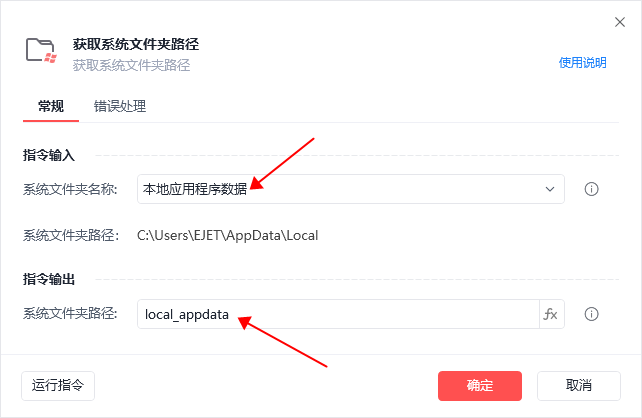 获取系统文件夹路径
获取系统文件夹路径
使用说明
常规 错误处理
指令输入
系统文件夹名称: 本地应用程序数据
系统文件夹路径: C:\Users\EJET\AppData\Local
指令输出
系统文件夹路径: local_appdata fx
运行指令 确定 取消